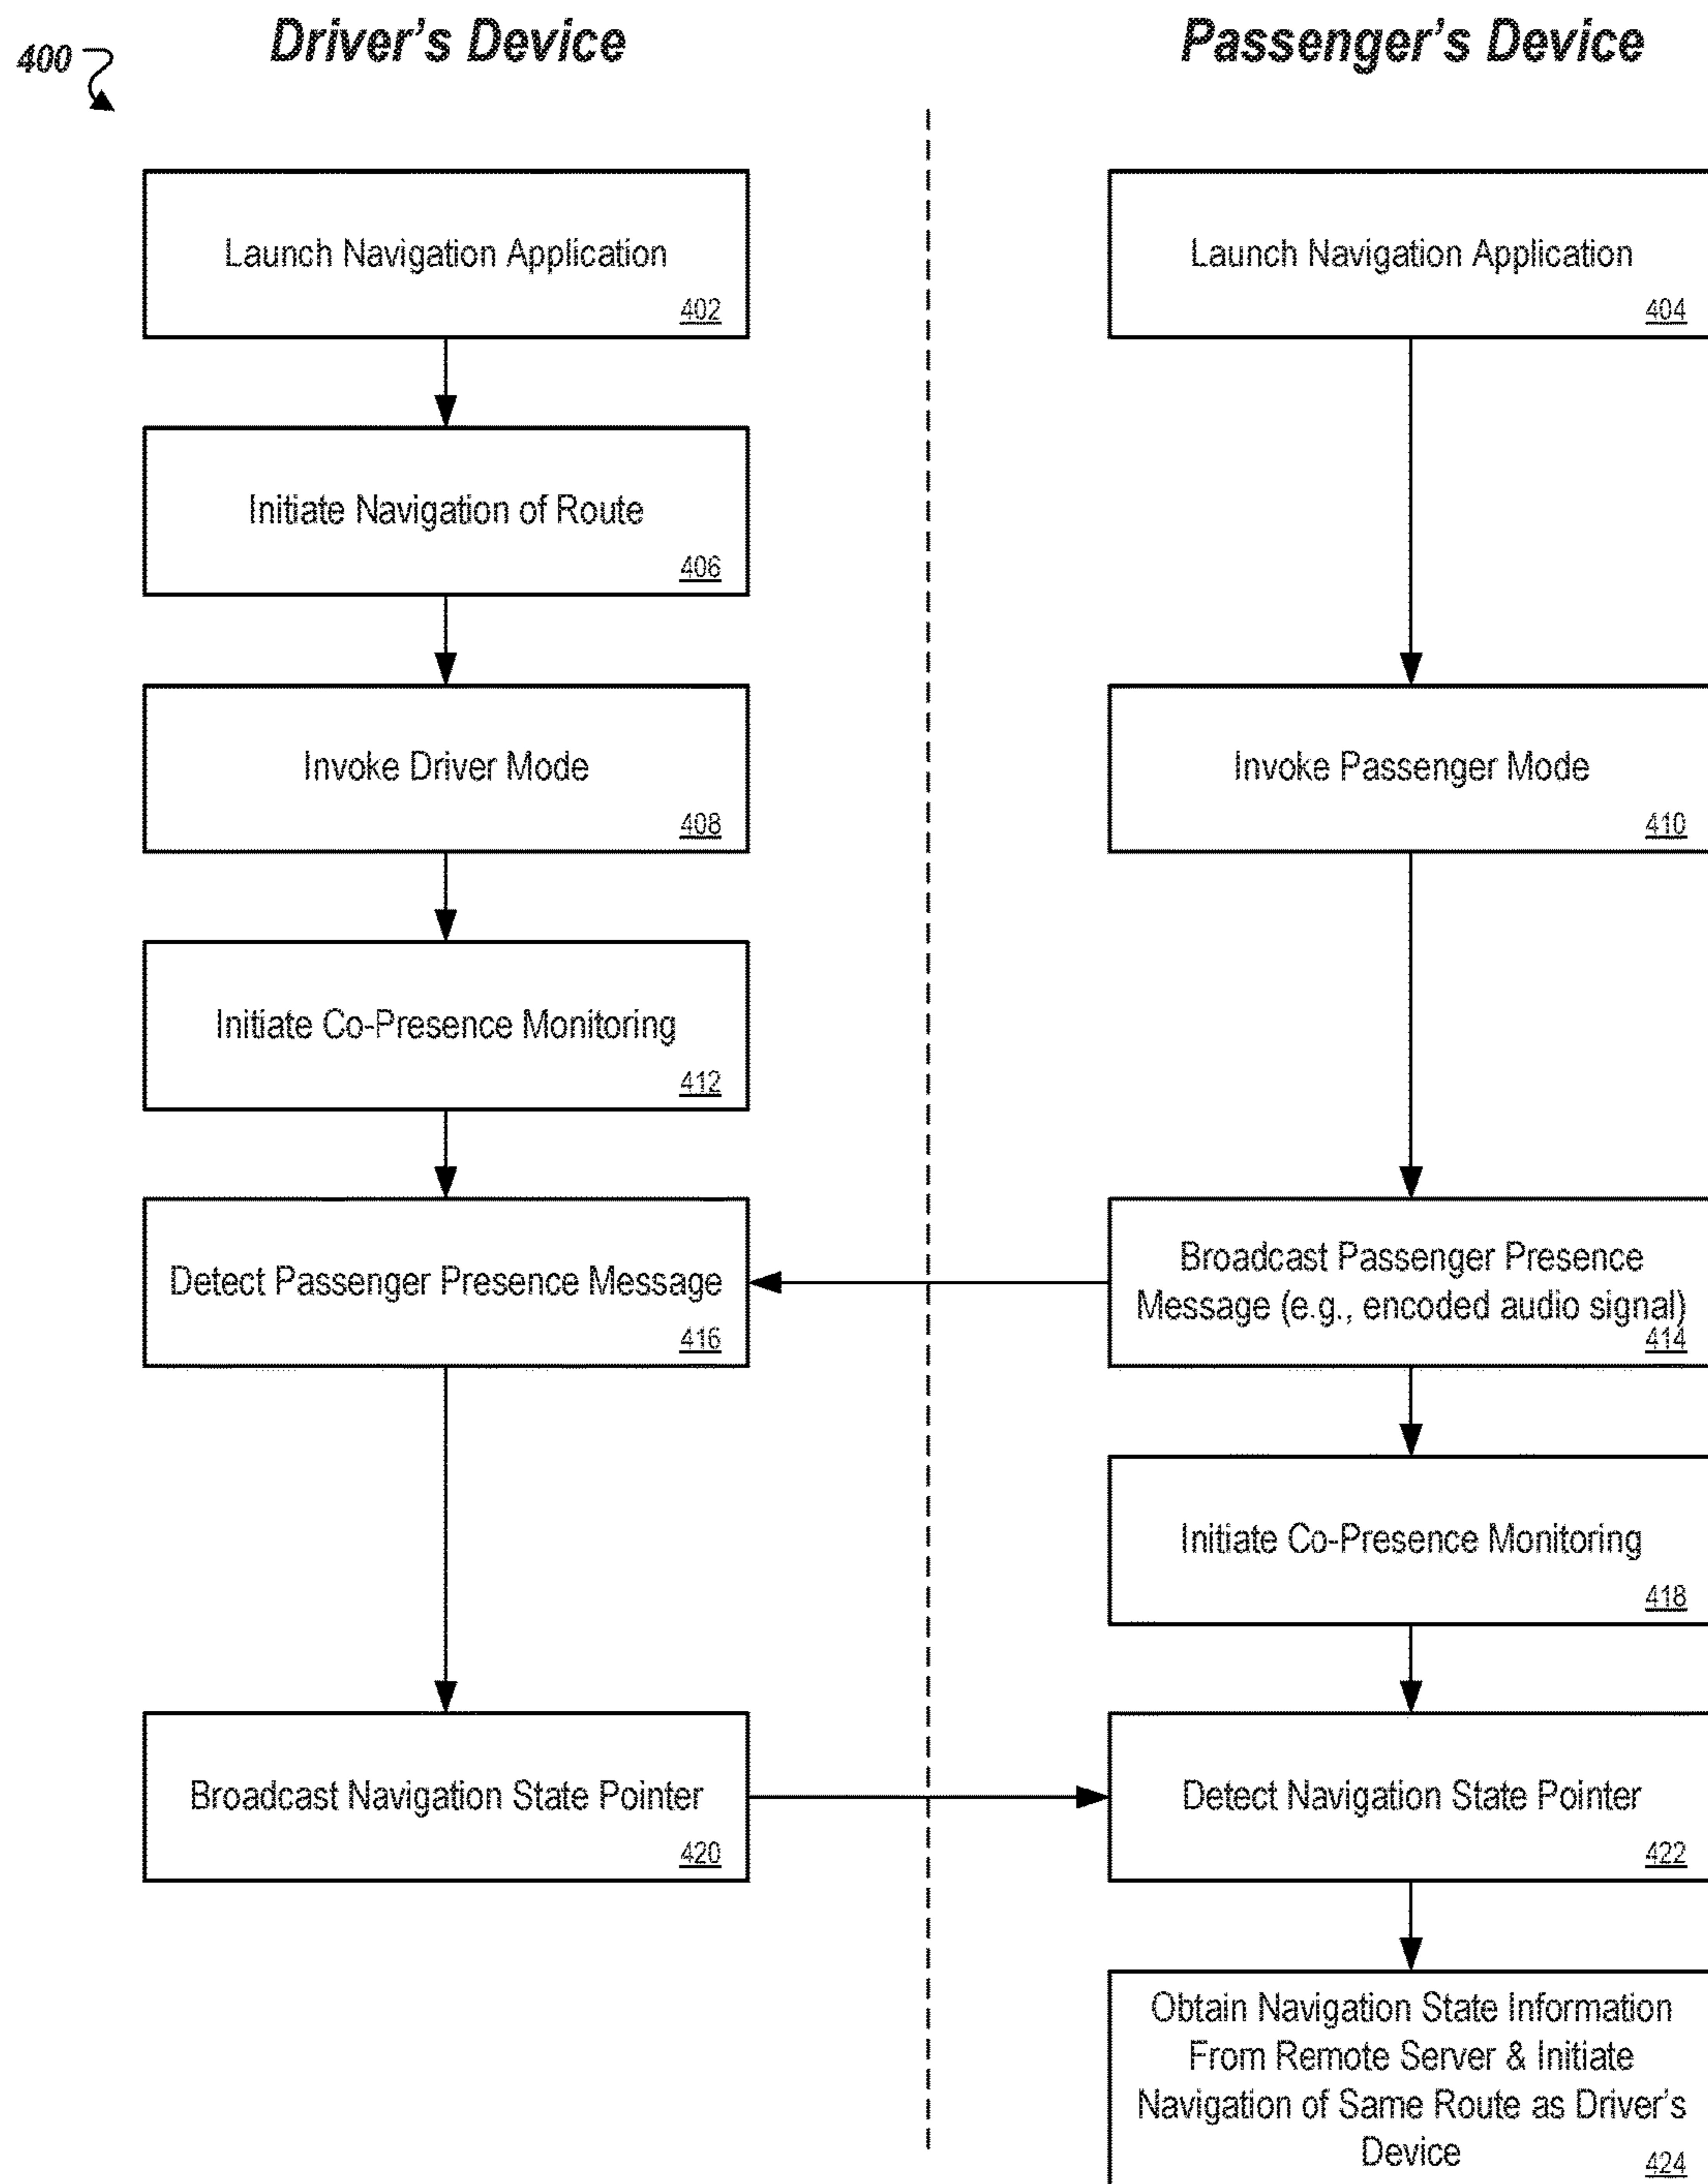 400
Driver's Device
Passenger's Device
Launch Navigation Application
402
Launch Navigation Application
404
Initiate Navigation of Route
406
Invoke Driver Mode
408
Invoke Passenger Mode
410
Initiate Co-Presence Monitoring
412
Detect Passenger Presence Message
416
Broadcast Passenger Presence
Message (e.g., encoded audio signal)
414
Initiate Co-Presence Monitoring
418
Broadcast Navigation State Pointer
420
Detect Navigation State Pointer
422
Obtain Navigation State Information
From Remote Server & Initiate
Navigation of Same Route as Driver's
Device
424